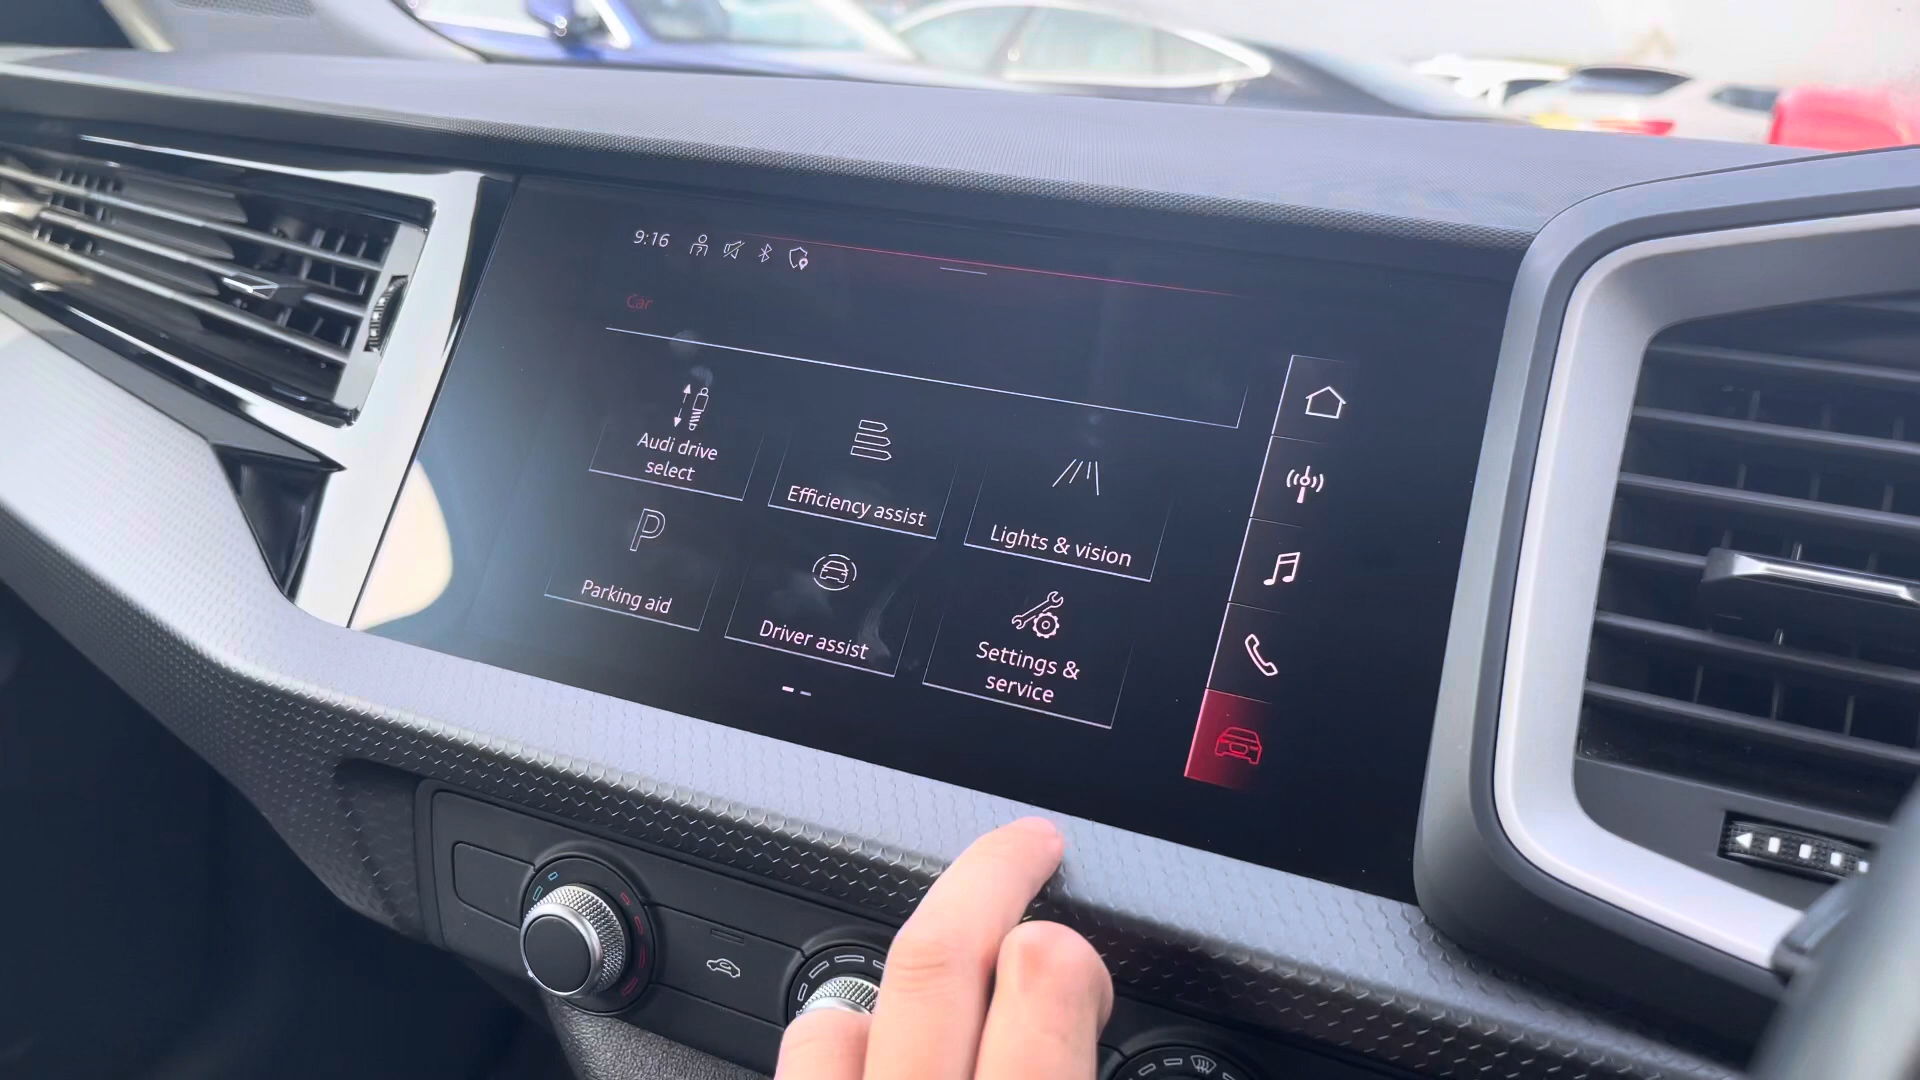 9:16
Car
Audi drive
select
Efficiency assist
Lights & vision
P
Parking aid
Driver assist
Settings &
service